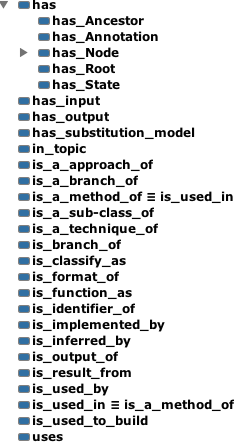 has
has_Ancestor
has_Annotation
has_Node
has_Root
has_State
has_input
has_output
has_substitution_model
in_topic
is_a_approach_of
is_a_branch_of
is_a_method_of ≡ is_used_in
is_a_sub-class_of
is_a_technique_of
is_branch_of
is_classify_as
is_format_of
is_function_as
is_identifier_of
is_implemented_by
is_inferred_by
is_output_of
is_result_from
is_used_by
is_used_in ≡ is_a_method_of
is_used_to_build
uses